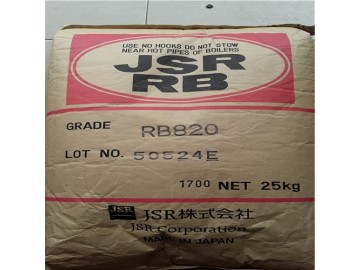 USE NO HOOKS DO NOT STOW
NEAR HOT PIPES OF BOILERS
JSR
RB
GRADE RB820
LOT NO. 50524E
1700 NET 25kg
JSR JSR株式会社
JSR Corporation
MADE IN JAPAN